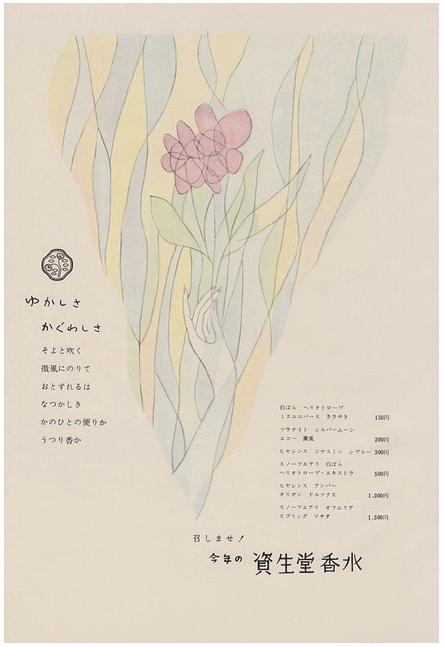 ゆかしさ
かぐわしさ
そよと吹く
微風にのりて
おとずれるは
なつかしき
かのひとの便りか
うつり香か
白ばら ヘリオトロープ
ミスユニバース ささやき 150円
ツウナイト シルバームーン
エコー 薫風 200円
ヒヤシンス ジヤスミン シプレー 300円
スノーフエアリ 白ばら
ヘリオトロープ・エキストラ 500円
ヒヤシンス アンバー
オリガン ドルツクス 1.000円
スノーフエアリ オフエリア
スプリング ソナタ 1.500円
召しませ!
今年の 資生堂香水